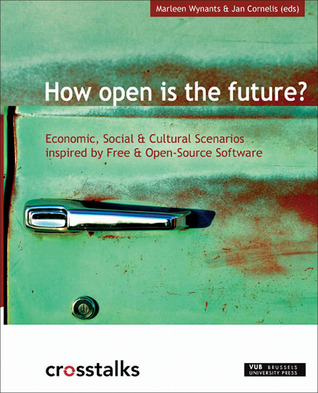 Marleen Wynants & Jan Cornelis (eds)
How open is the future?
Economic, Social & Cultural Scenarios
inspired by Free & Open-Source Software
crosstalks
VUB BRUSSELS
UNIVERSITY PRESS